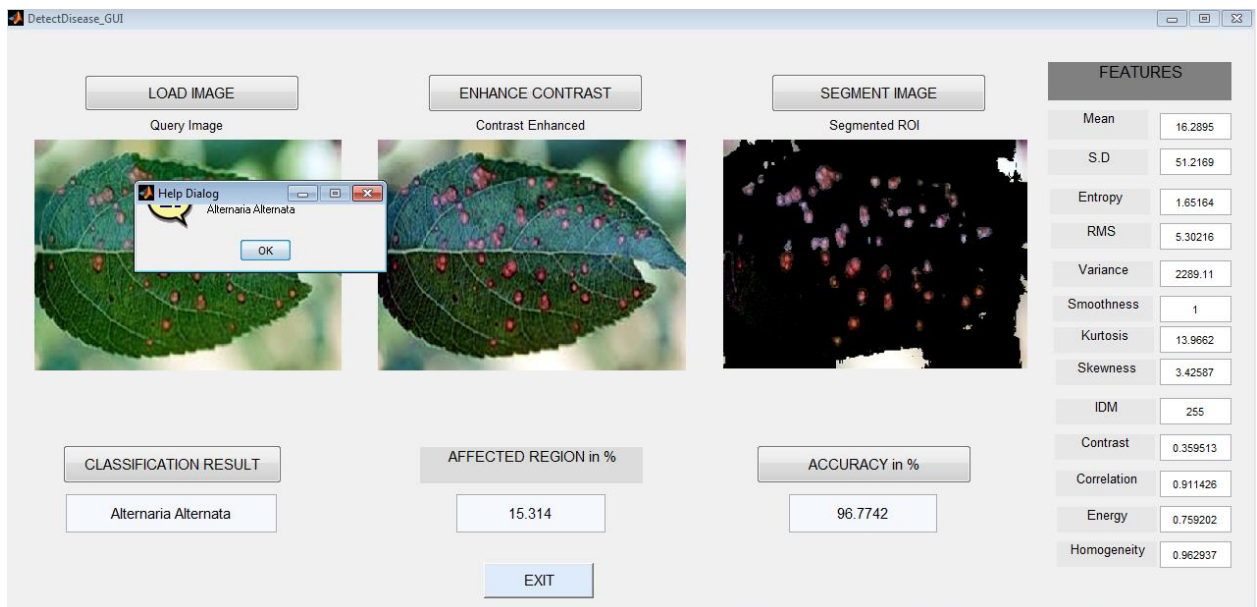 DetectDisease_GUI
LOAD IMAGE
ENHANCE CONTRAST
SEGMENT IMAGE
Query Image
Contrast Enhanced
Segmented ROI
Help Dialog
Alternaria Alternata
OK
CLASSIFICATION RESULT
Alternaria Alternata
AFFECTED REGION in %
15.314
ACCURACY in %
96.7742
EXIT
FEATURES
Mean 16.2895
S.D 51.2169
Entropy 1.65164
RMS 5.30216
Variance 2289.11
Smoothness 1
Kurtosis 13.9662
Skewness 3.42587
IDM 255
Contrast 0.359513
Correlation 0.911426
Energy 0.759202
Homogeneity 0.962937